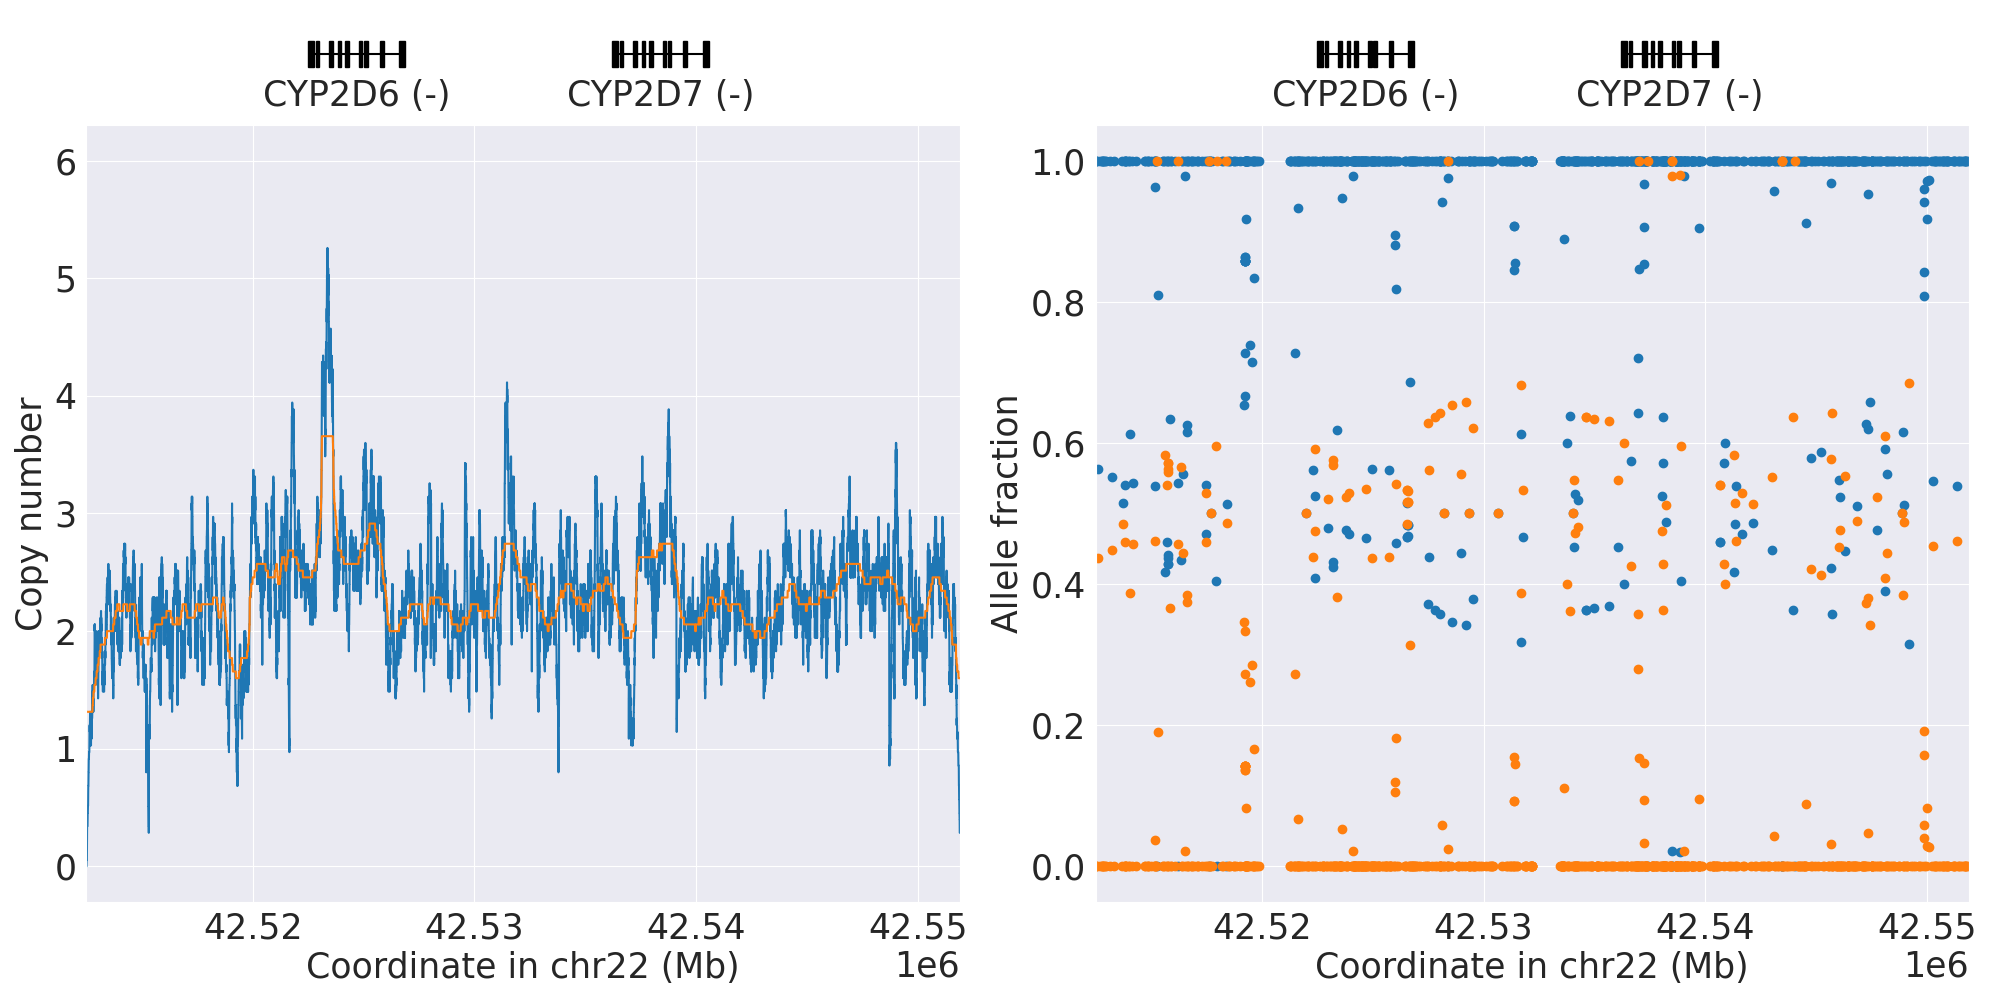 CYP2D6 (-) CYP2D7 (-)
6
5
4
3
2
1
0
Copy number
42.52 42.53 42.54 42.55
Coordinate in chr22 (Mb)
1e6
CYP2D6 (-) CYP2D7 (-)
1.0
0.8
0.6
0.4
0.2
0.0
Allele fraction
42.52 42.53 42.54 42.55
Coordinate in chr22 (Mb)
1e6